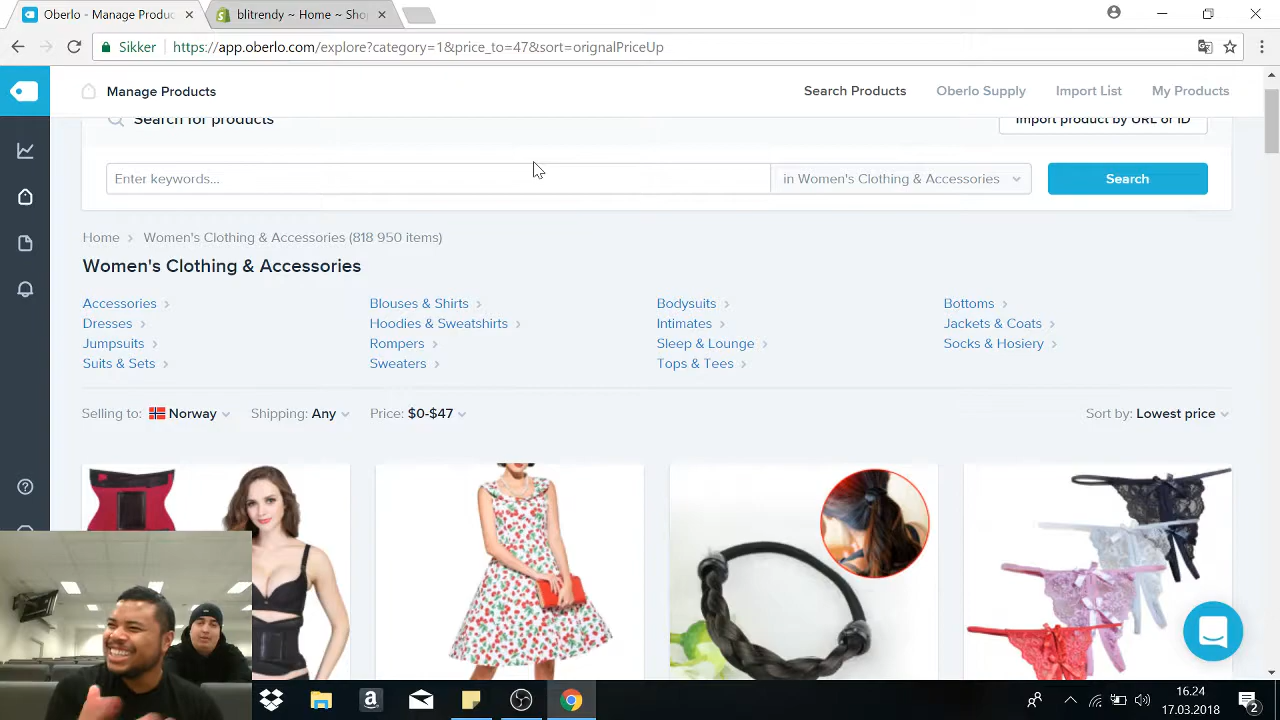 Oberlo - Manage Produc
blitrendy ~ Home ~ Shop
Sikker https://app.oberlo.com/explore?category=1&price_to=47&sort=orignalPriceUp
Manage Products
Search Products
Oberlo Supply
Import List
My Products
Search for products
Import product by URL or ID
Enter keywords...
in Women's Clothing & Accessories
Search
Home > Women's Clothing & Accessories (818 950 items)
Women's Clothing & Accessories
Accessories >
Blouses & Shirts >
Bodysuits >
Bottoms >
Dresses >
Hoodies & Sweatshirts >
Intimates >
Jackets & Coats >
Jumpsuits >
Rompers >
Sleep & Lounge >
Socks & Hosiery >
Suits & Sets >
Sweaters >
Tops & Tees >
Selling to: Norway
Shipping: Any
Price: $0-$47
Sort by: Lowest price
16.24
17.03.2018
2